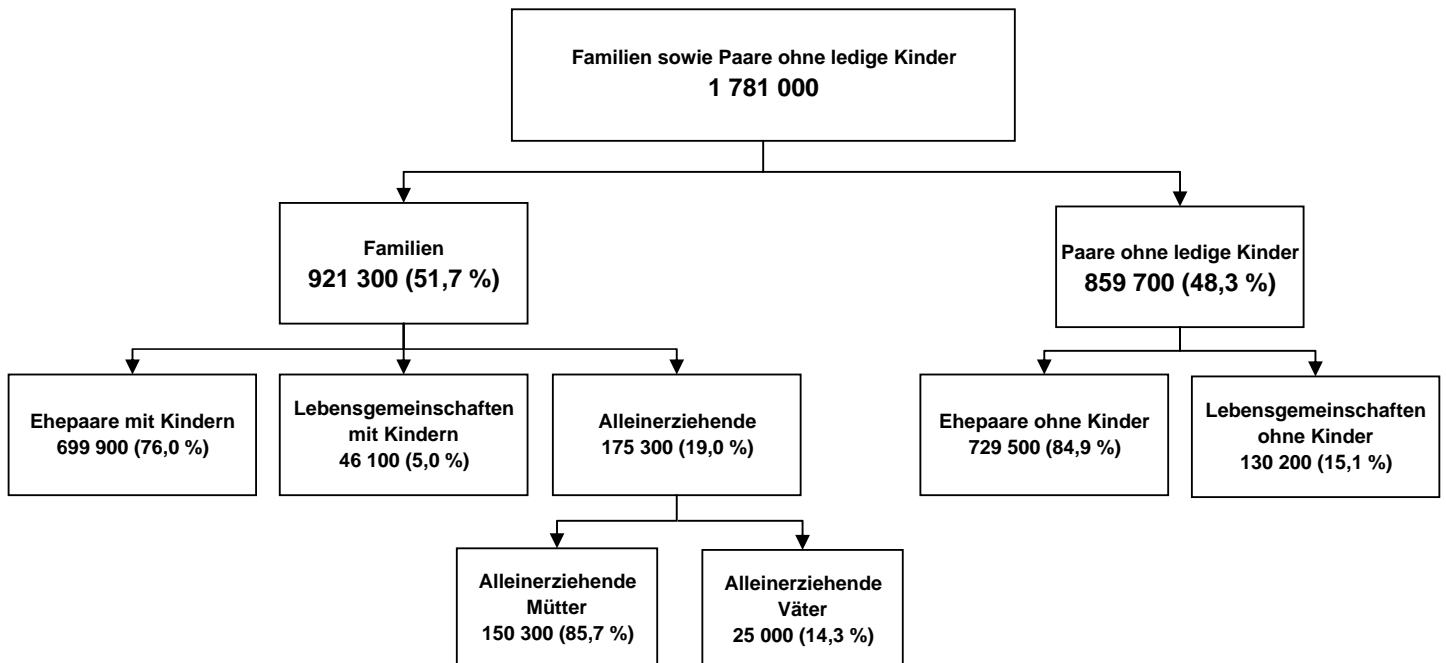 Familien sowie Paare ohne ledige Kinder
1 781 000
Familien
921 300 (51,7 %)
Paare ohne ledige Kinder
859 700 (48,3 %)
Ehepaare mit Kindern
699 900 (76,0 %)
Lebensgemeinschaften
mit Kindern
46 100 (5,0 %)
Alleinerziehende
175 300 (19,0 %)
Ehepaare ohne Kinder
729 500 (84,9 %)
Lebensgemeinschaften
ohne Kinder
130 200 (15,1 %)
Alleinerziehende
Mütter
150 300 (85,7 %)
Alleinerziehende
Väter
25 000 (14,3 %)